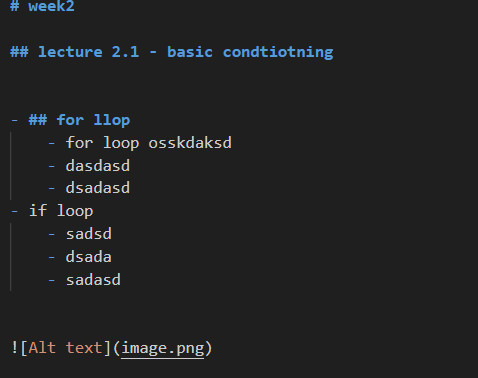 # week2
## lecture 2.1 - basic condtiotning
- ## for llop
- for loop osskdaksd
- dasdasd
- dsadasd
- if loop
- sadsd
- dsada
- sadasd
![Alt text](image.png)